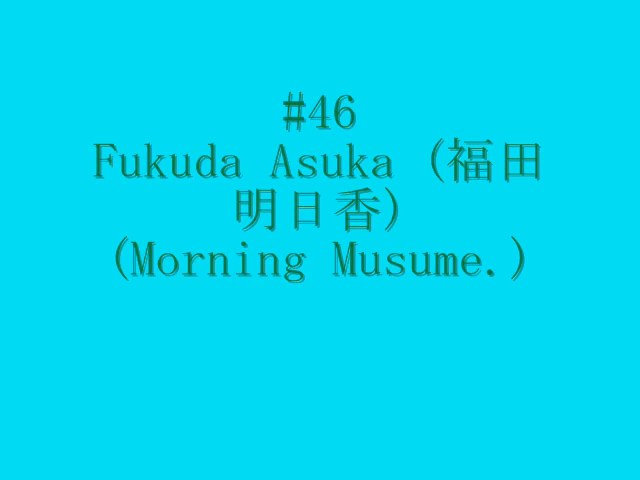 #46
Fukuda Asuka (福田
明日香)
(Morning Musume.)